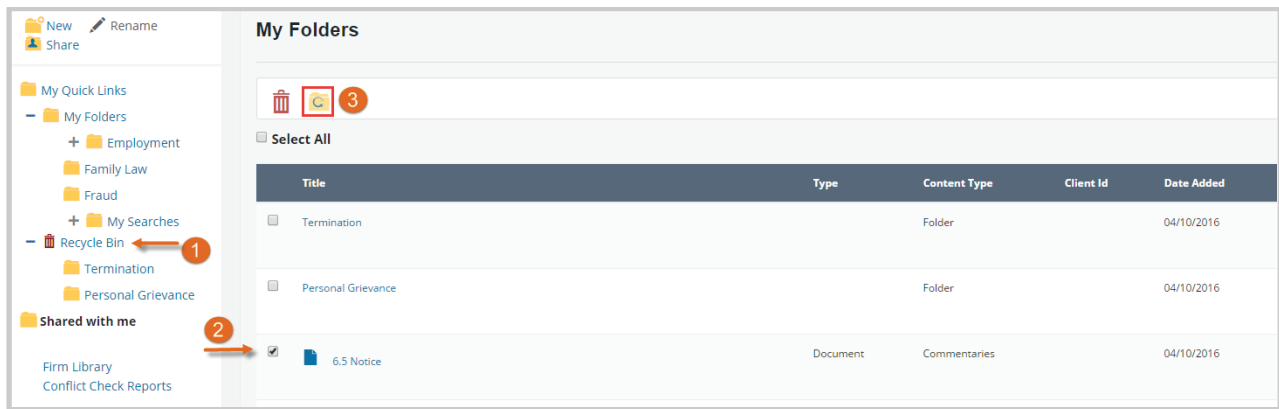 New Rename
Share
My Quick Links
My Folders
Employment
Family Law
Fraud
My Searches
Recycle Bin
1
Termination
Personal Grievance
Shared with me
2
Firm Library
Conflict Check Reports
My Folders
3
Select All
Title Type Content Type Client Id Date Added
Termination Folder 04/10/2016
Personal Grievance Folder 04/10/2016
6.5 Notice Document Commentaries 04/10/2016